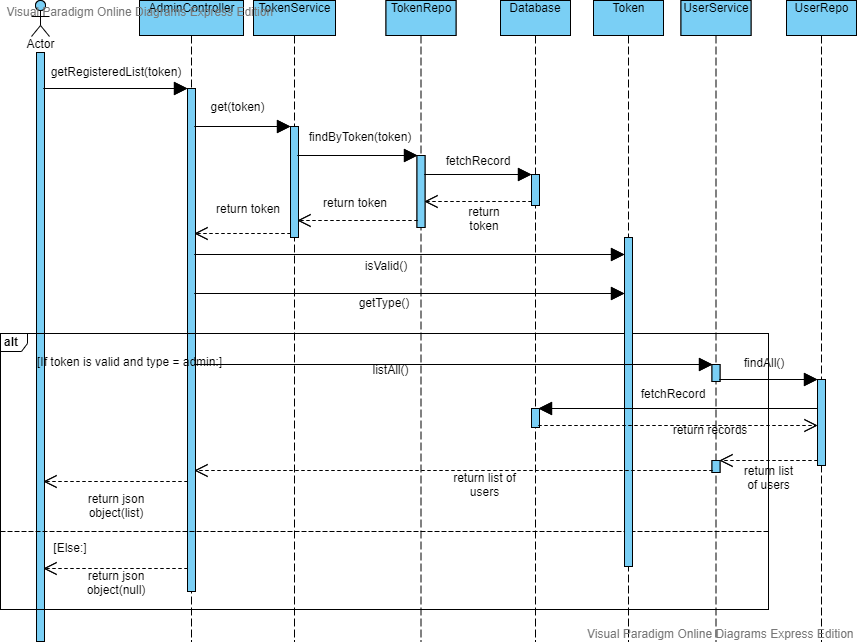 Visual Paradigm Online Diagrams Express Edition
AdminController
TokenService
TokenRepo
Database
Token
UserService
UserRepo
Actor
getRegisteredList(token)
get(token)
findByToken(token)
fetchRecord
return token
return token
return
token
isValid()
getType()
alt
[If token is valid and type = admin:]
listAll()
findAll()
fetchRecord
return records
return list
of users
return list of
users
return json
object(list)
[Else:]
return json
object(null)
Visual Paradigm Online Diagrams Express Edition